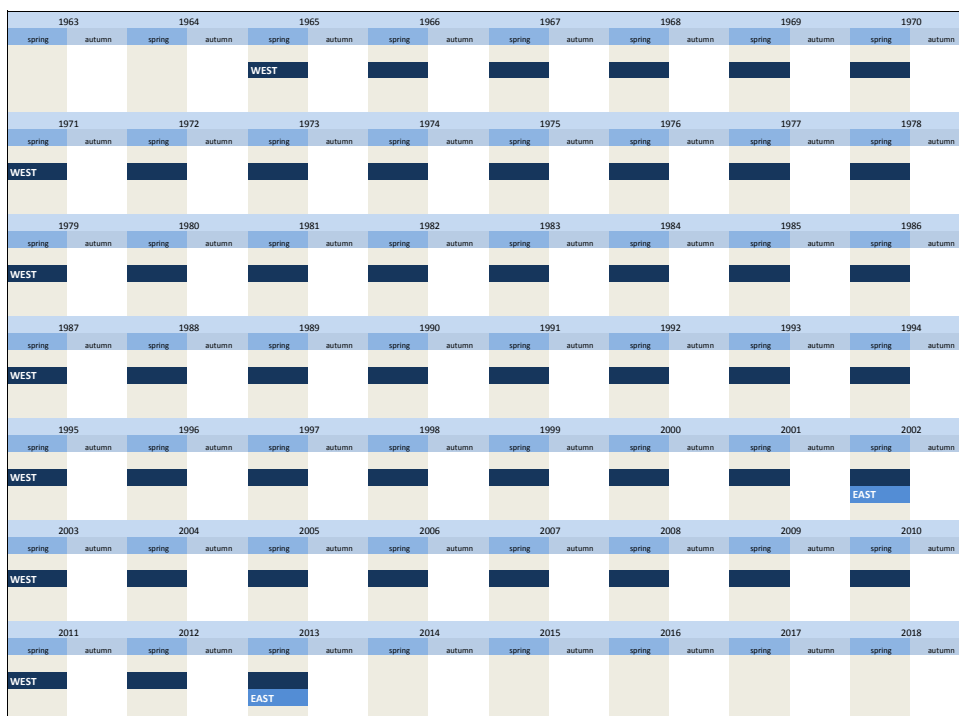 1963 1964 1965 1966 1967 1968 1969 1970
spring autumn spring autumn spring autumn spring autumn spring autumn spring autumn spring autumn spring autumn
WEST
1971 1972 1973 1974 1975 1976 1977 1978
spring autumn spring autumn spring autumn spring autumn spring autumn spring autumn spring autumn spring autumn
WEST
1979 1980 1981 1982 1983 1984 1985 1986
spring autumn spring autumn spring autumn spring autumn spring autumn spring autumn spring autumn spring autumn
WEST
1987 1988 1989 1990 1991 1992 1993 1994
spring autumn spring autumn spring autumn spring autumn spring autumn spring autumn spring autumn spring autumn
WEST
1995 1996 1997 1998 1999 2000 2001 2002
spring autumn spring autumn spring autumn spring autumn spring autumn spring autumn spring autumn spring autumn
WEST
EAST
2003 2004 2005 2006 2007 2008 2009 2010
spring autumn spring autumn spring autumn spring autumn spring autumn spring autumn spring autumn spring autumn
WEST
2011 2012 2013 2014 2015 2016 2017 2018
spring autumn spring autumn spring autumn spring autumn spring autumn spring autumn spring autumn spring autumn
WEST
EAST